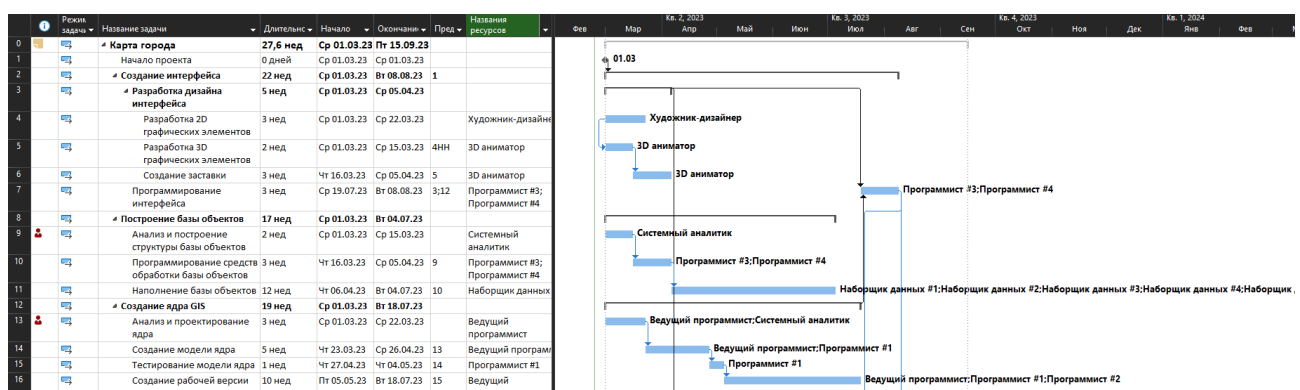 Режим задачи Название задачи Длительнс Начало Окончани Пред Названия ресурсов
Кв. 2, 2023 Кв. 3, 2023 Кв. 4, 2023 Кв. 1, 2024
Фев Мар Апр Май Июн Июл Авг Сен Окт Ноя Дек Янв Фев
0 Карта города 27,6 нед Ср 01.03.23 Пт 15.09.23
1 Начало проекта 0 дней Ср 01.03.23 Ср 01.03.23 01.03
2 Создание интерфейса 22 нед Ср 01.03.23 Вт 08.08.23 1
3 Разработка дизайна 5 нед Ср 01.03.23 Ср 05.04.23
интерфейса
4 Разработка 2D 3 нед Ср 01.03.23 Ср 22.03.23 Художник-дизайне Художник-дизайнер
графических элементов
5 Разработка 3D 2 нед Ср 01.03.23 Ср 15.03.23 4НН 3D аниматор 3D аниматор
графических элементов
6 Создание заставки 3 нед Чт 16.03.23 Ср 05.04.23 5 3D аниматор 3D аниматор
7 Программирование 3 нед Ср 19.07.23 Вт 08.08.23 3;12 Программист #3; Программист #3;Программист #4
интерфейса Программист #4
8 Построение базы объектов 17 нед Ср 01.03.23 Вт 04.07.23
9 Анализ и построение 2 нед Ср 01.03.23 Ср 15.03.23 Системный Системный аналитик
структуры базы объектов аналитик
10 Программирование средств 3 нед Чт 16.03.23 Ср 05.04.23 9 Программист #3; Программист #3;Программист #4
обработки базы объектов Программист #4
11 Наполнение базы объектов 12 нед Чт 06.04.23 Вт 04.07.23 10 Наборщик данных Наборщик данных #1;Наборщик данных #2;Наборщик данных #3;Наборщик данных #4;Наборщик
12 Создание ядра GIS 19 нед Ср 01.03.23 Вт 18.07.23
13 Анализ и проектирование 3 нед Ср 01.03.23 Ср 22.03.23 Ведущий Ведущий программист;Системный аналитик
ядра программист
14 Создание модели ядра 5 нед Чт 23.03.23 Ср 26.04.23 13 Ведущий программ Ведущий программист;Программист #1
15 Тестирование модели ядра 1 нед Чт 27.04.23 Чт 04.05.23 14 Программист #1 Программист #1
16 Создание рабочей версии 10 нед Пт 05.05.23 Вт 18.07.23 15 Ведущий Ведущий программист;Программист #1;Программист #2